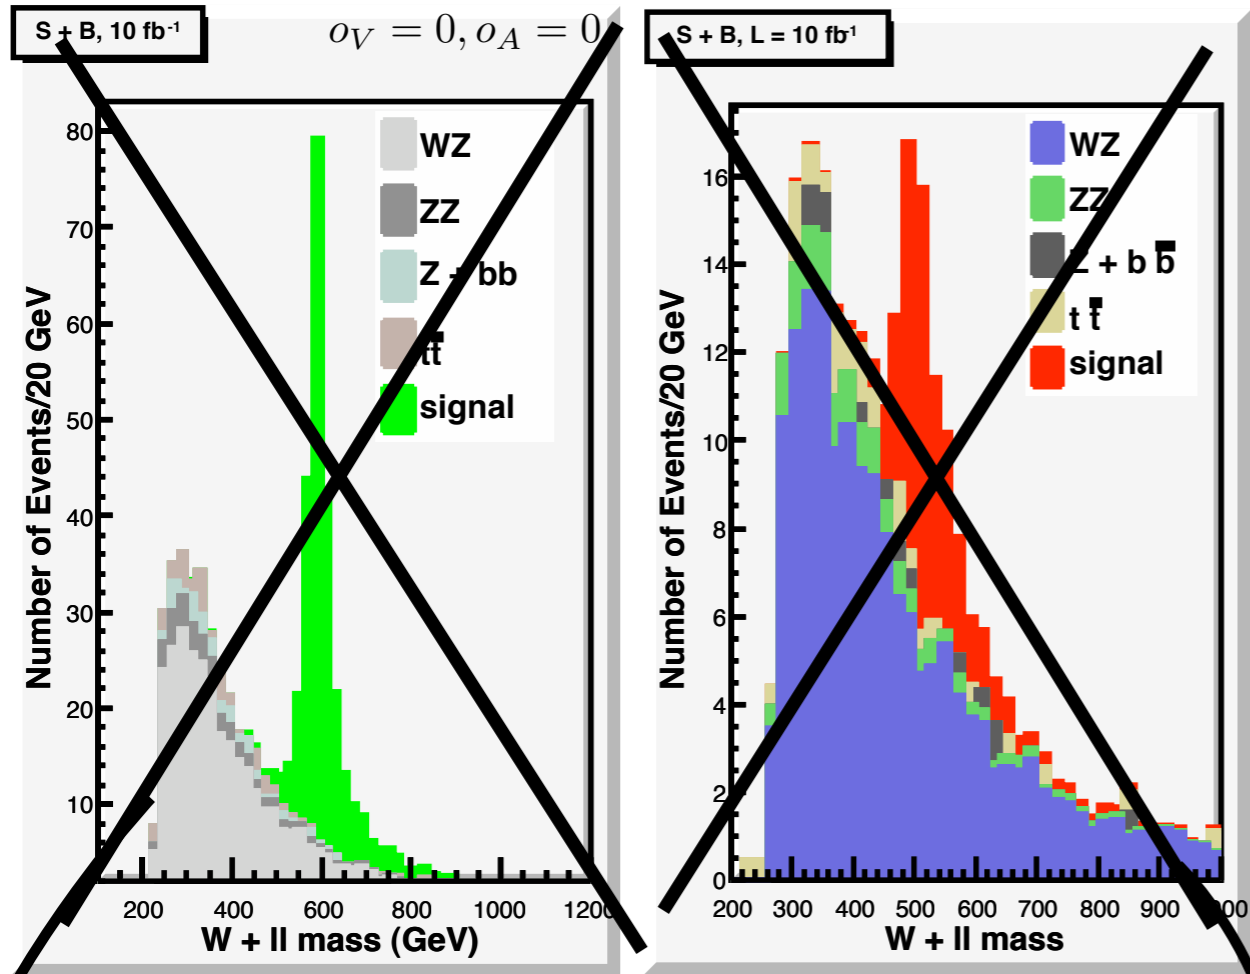 S + B, 10 fb-1
oV = 0, oA = 0
WZ
ZZ
Z + bb
tt̄
signal
80
70
60
50
40
30
20
10
Number of Events/20 GeV
200 400 600 800 1000 1200
W + ll mass (GeV)
S + B, L = 10 fb-1
WZ
ZZ
Z + b b̄
t t̄
signal
16
14
12
10
8
6
4
2
0
Number of Events/20 GeV
200 300 400 500 600 700 800 900
W + ll mass